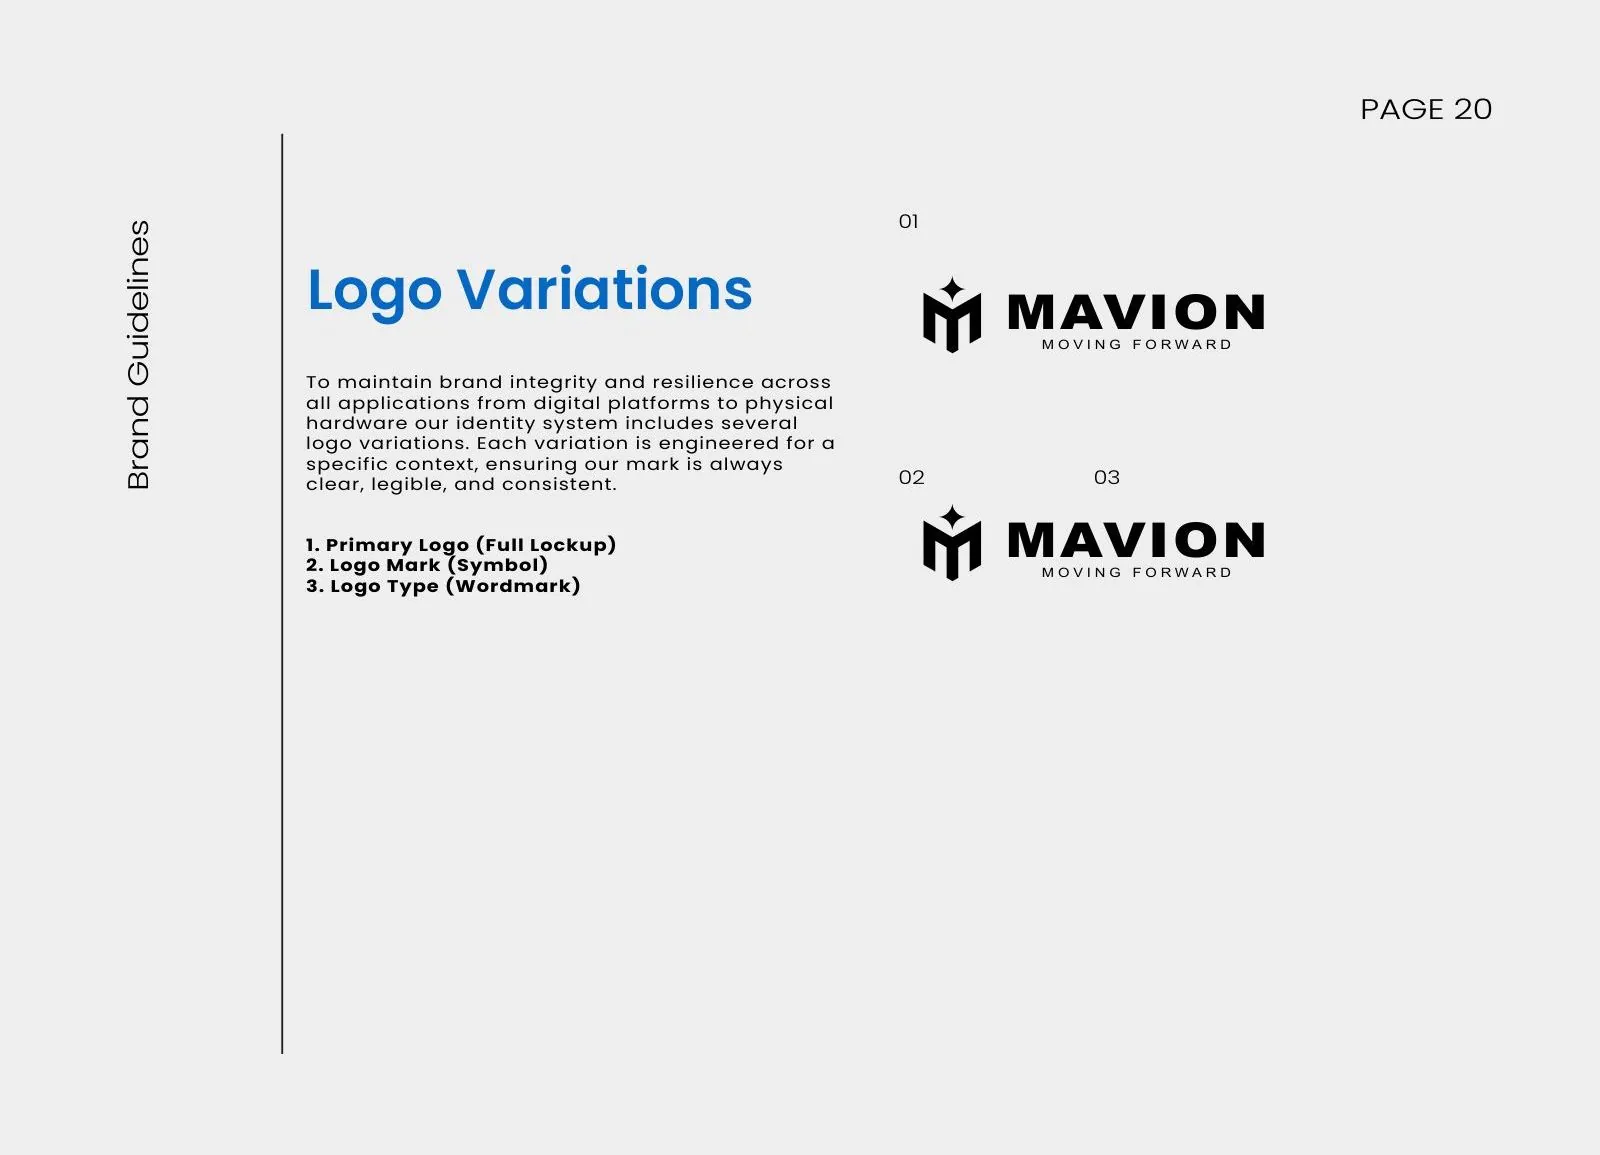 PAGE 20
Brand Guidelines
Logo Variations
To maintain brand integrity and resilience across
all applications from digital platforms to physical
hardware our identity system includes several
logo variations. Each variation is engineered for a
specific context, ensuring our mark is always
clear, legible, and consistent.
1. Primary Logo (Full Lockup)
2. Logo Mark (Symbol)
3. Logo Type (Wordmark)
01
MAVION
MOVING FORWARD
02
03
MAVION
MOVING FORWARD